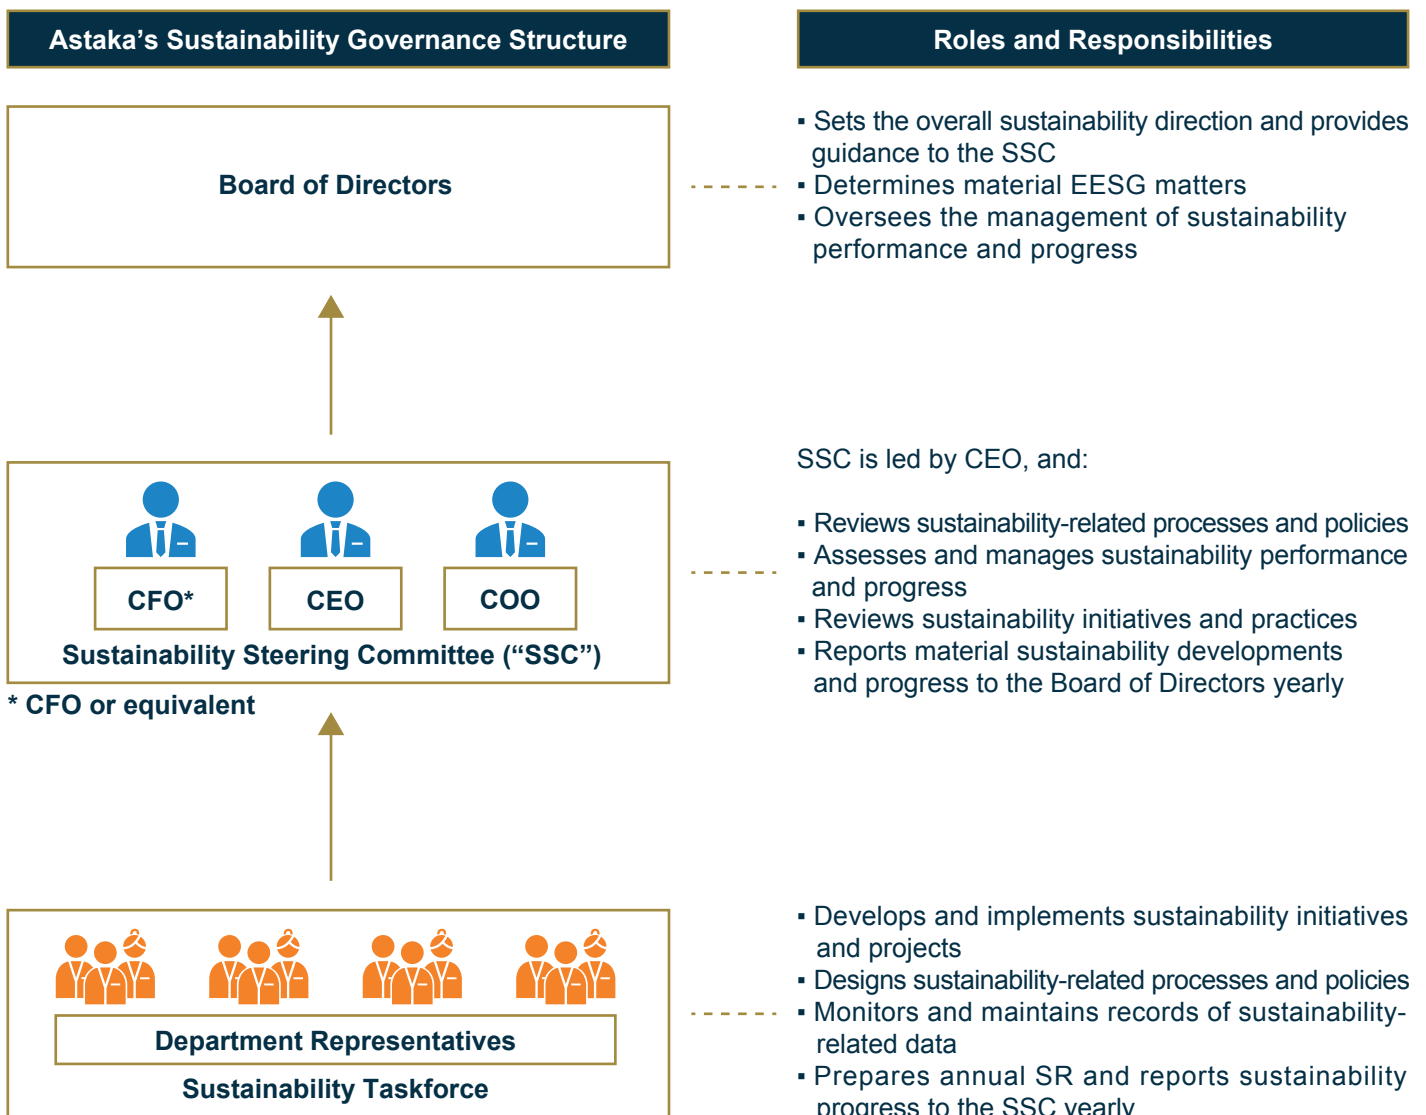 Astaka’s Sustainability Governance Structure
Roles and Responsibilities
Board of Directors
▪ Sets the overall sustainability direction and provides
guidance to the SSC
▪ Determines material EESG matters
▪ Oversees the management of sustainability
performance and progress
CFO*
CEO
COO
Sustainability Steering Committee (“SSC”)
* CFO or equivalent
SSC is led by CEO, and:
▪ Reviews sustainability-related processes and policies
▪ Assesses and manages sustainability performance
and progress
▪ Reviews sustainability initiatives and practices
▪ Reports material sustainability developments
and progress to the Board of Directors yearly
Department Representatives
Sustainability Taskforce
▪ Develops and implements sustainability initiatives
and projects
▪ Designs sustainability-related processes and policies
▪ Monitors and maintains records of sustainability-
related data
▪ Prepares annual SR and reports sustainability
progress to the SSC yearly